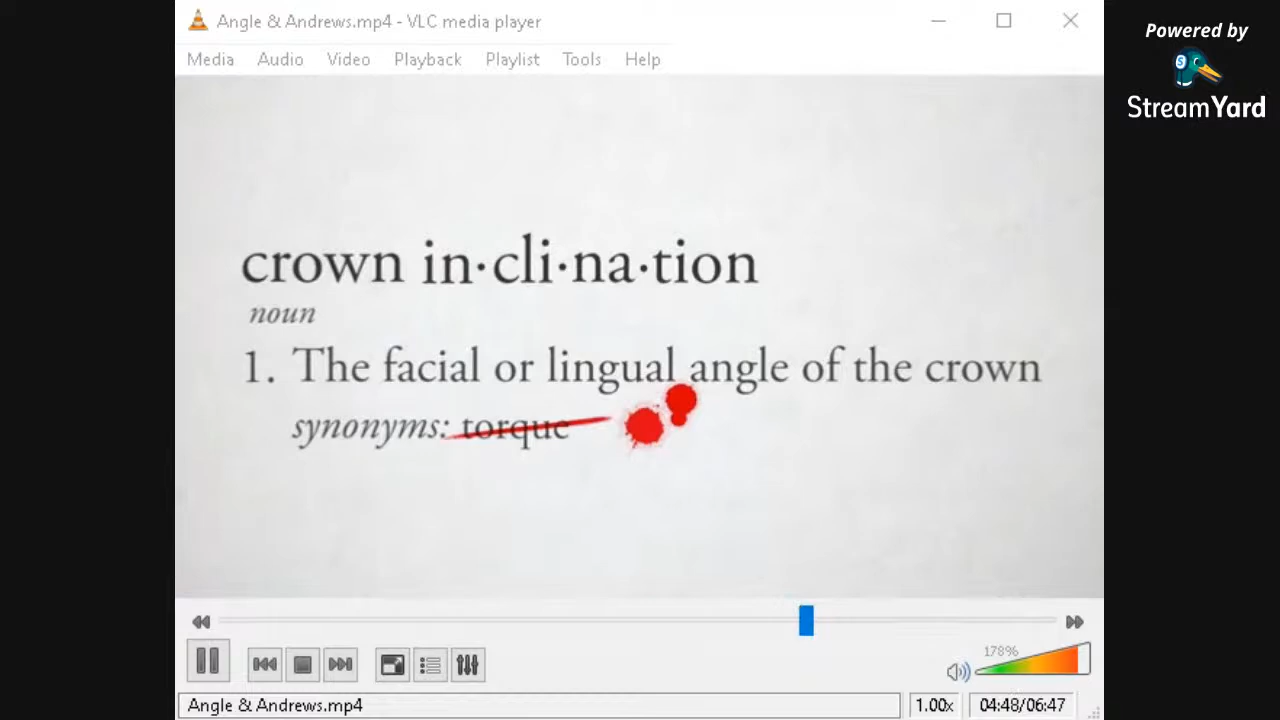 Angle & Andrews.mp4 - VLC media player
Powered by
StreamYard
Media Audio Video Playback Playlist Tools Help
crown in·cli·na·tion
noun
1. The facial or lingual angle of the crown
synonyms: torque
178%
Angle & Andrews.mp4 1.00x 04:48/06:47